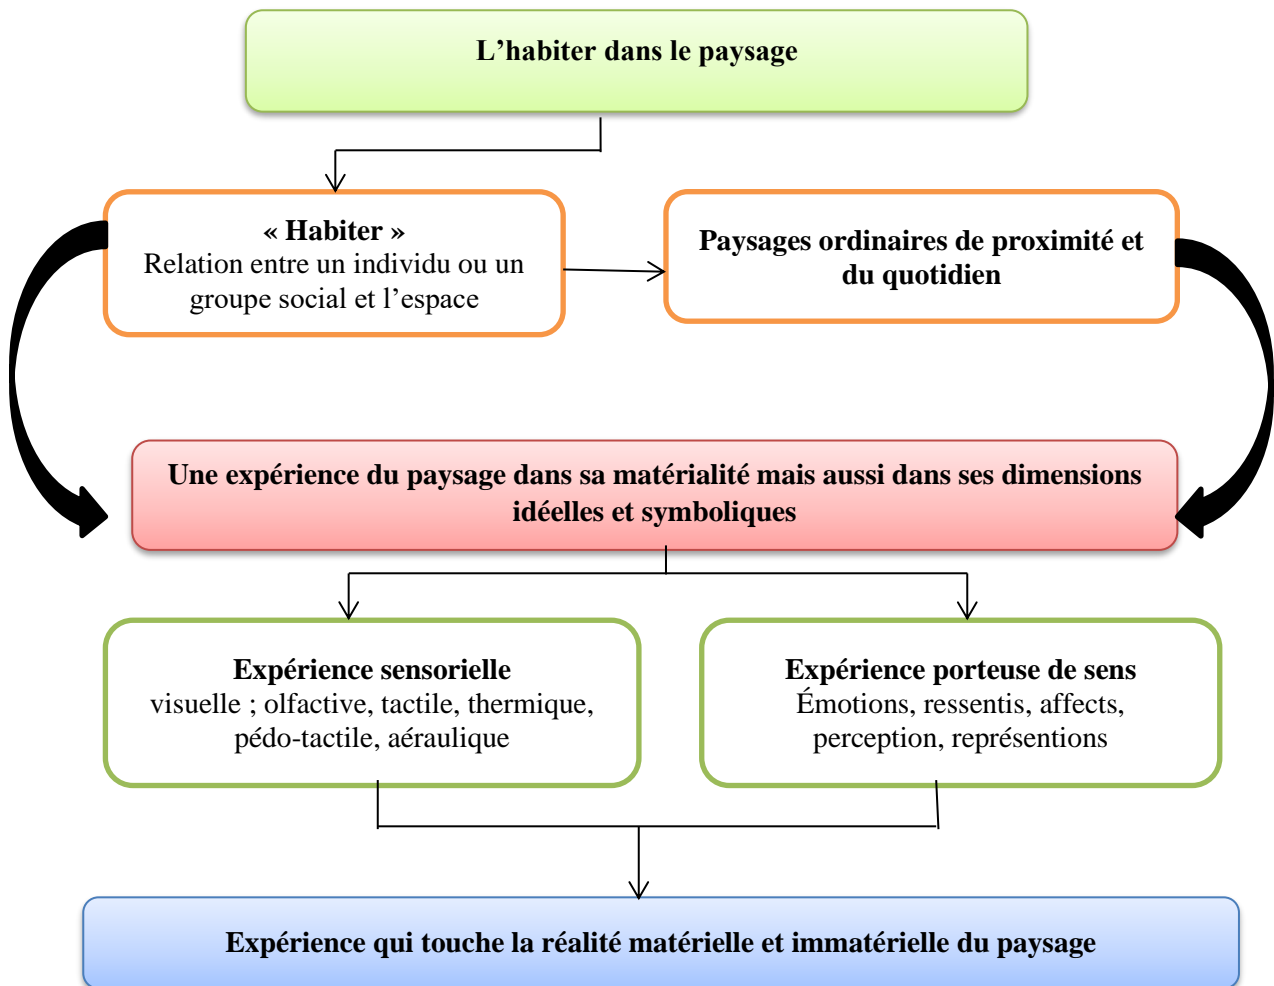 L’habiter dans le paysage
« Habiter »
Relation entre un individu ou un
groupe social et l’espace
Paysages ordinaires de proximité et
du quotidien
Une expérience du paysage dans sa matérialité mais aussi dans ses dimensions
idéelles et symboliques
Expérience sensorielle
visuelle ; olfactive, tactile, thermique,
pédo-tactile, aéraulique
Expérience porteuse de sens
Émotions, ressentis, affects,
perception, représentions
Expérience qui touche la réalité matérielle et immatérielle du paysage